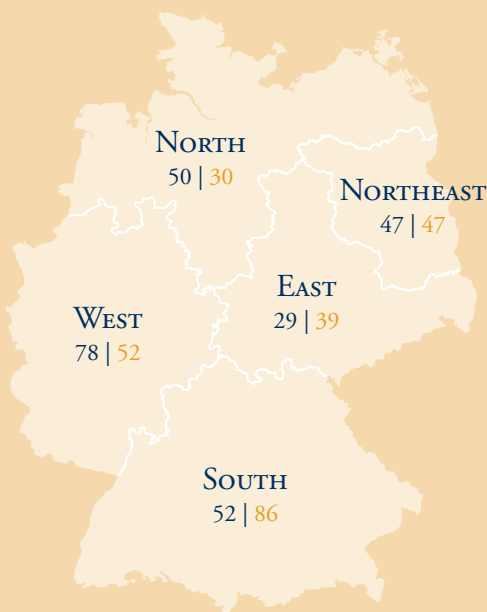 North
50 | 30
Northeast
47 | 47
East
29 | 39
West
78 | 52
South
52 | 86